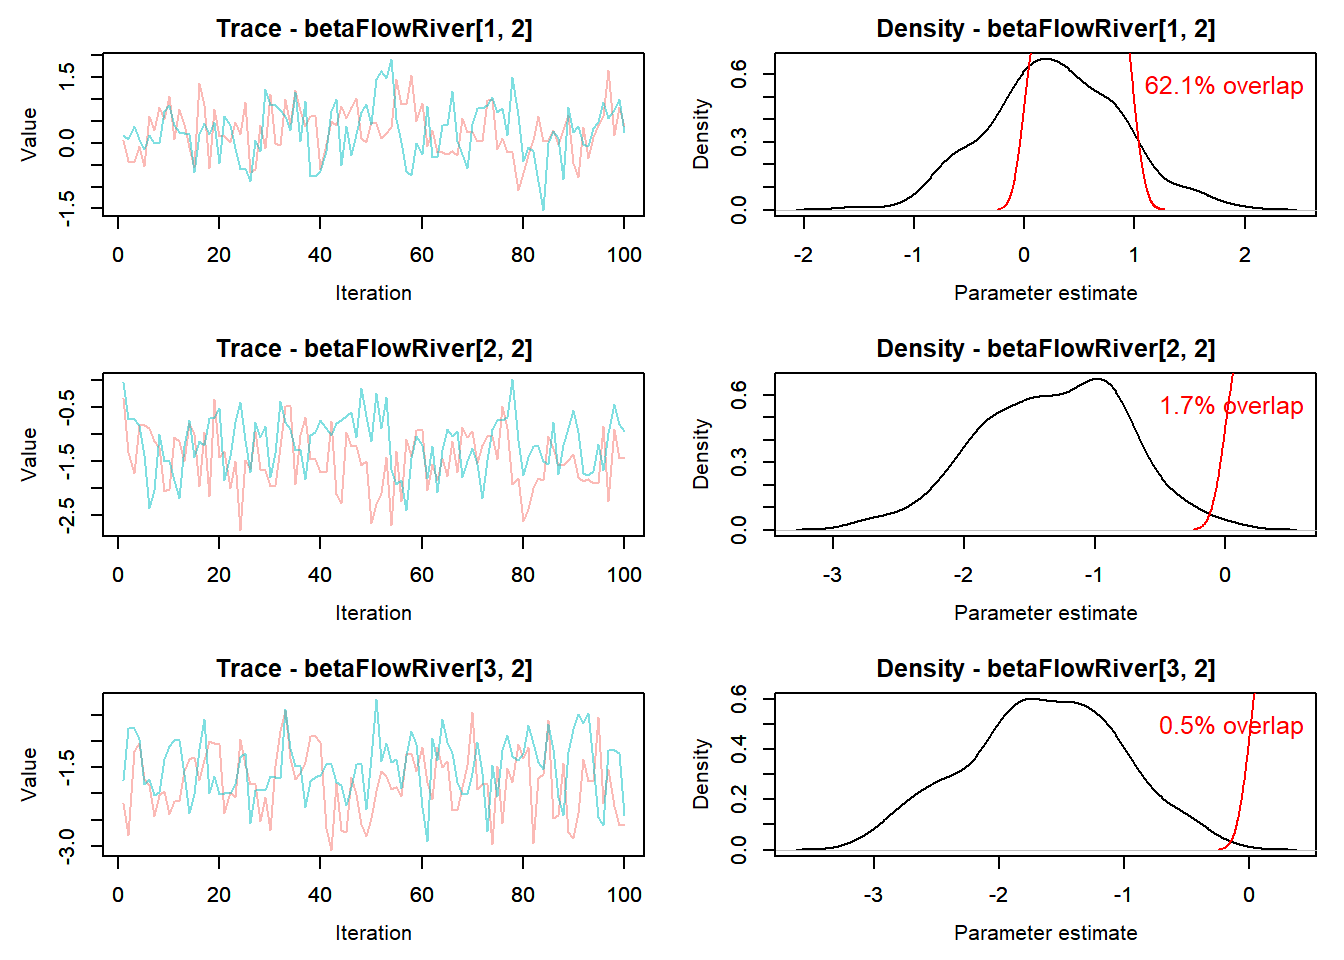 Trace - betaFlowRiver[1, 2]
Value
1.5
0.0
-1.5
0 20 40 60 80 100
Iteration
Density - betaFlowRiver[1, 2]
62.1% overlap
Density
0.6
0.3
0.0
-2 -1 0 1 2
Parameter estimate
Trace - betaFlowRiver[2, 2]
Value
-0.5
-1.5
-2.5
0 20 40 60 80 100
Iteration
Density - betaFlowRiver[2, 2]
1.7% overlap
Density
0.6
0.3
0.0
-3 -2 -1 0
Parameter estimate
Trace - betaFlowRiver[3, 2]
Value
-1.5
-3.0
0 20 40 60 80 100
Iteration
Density - betaFlowRiver[3, 2]
0.5% overlap
Density
0.6
0.4
0.2
0.0
-3 -2 -1 0
Parameter estimate